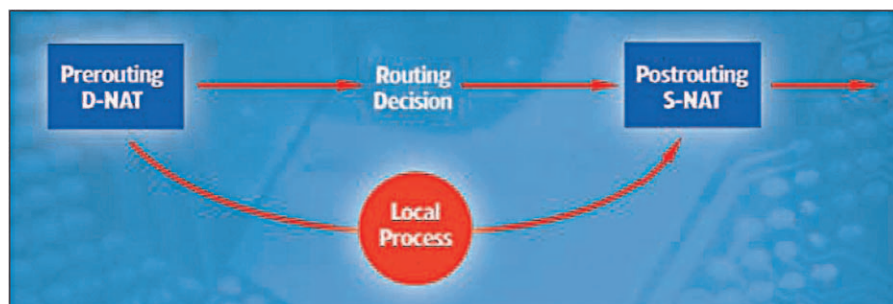 Prerouting
D-NAT
Routing
Decision
Postrouting
S-NAT
Local
Process